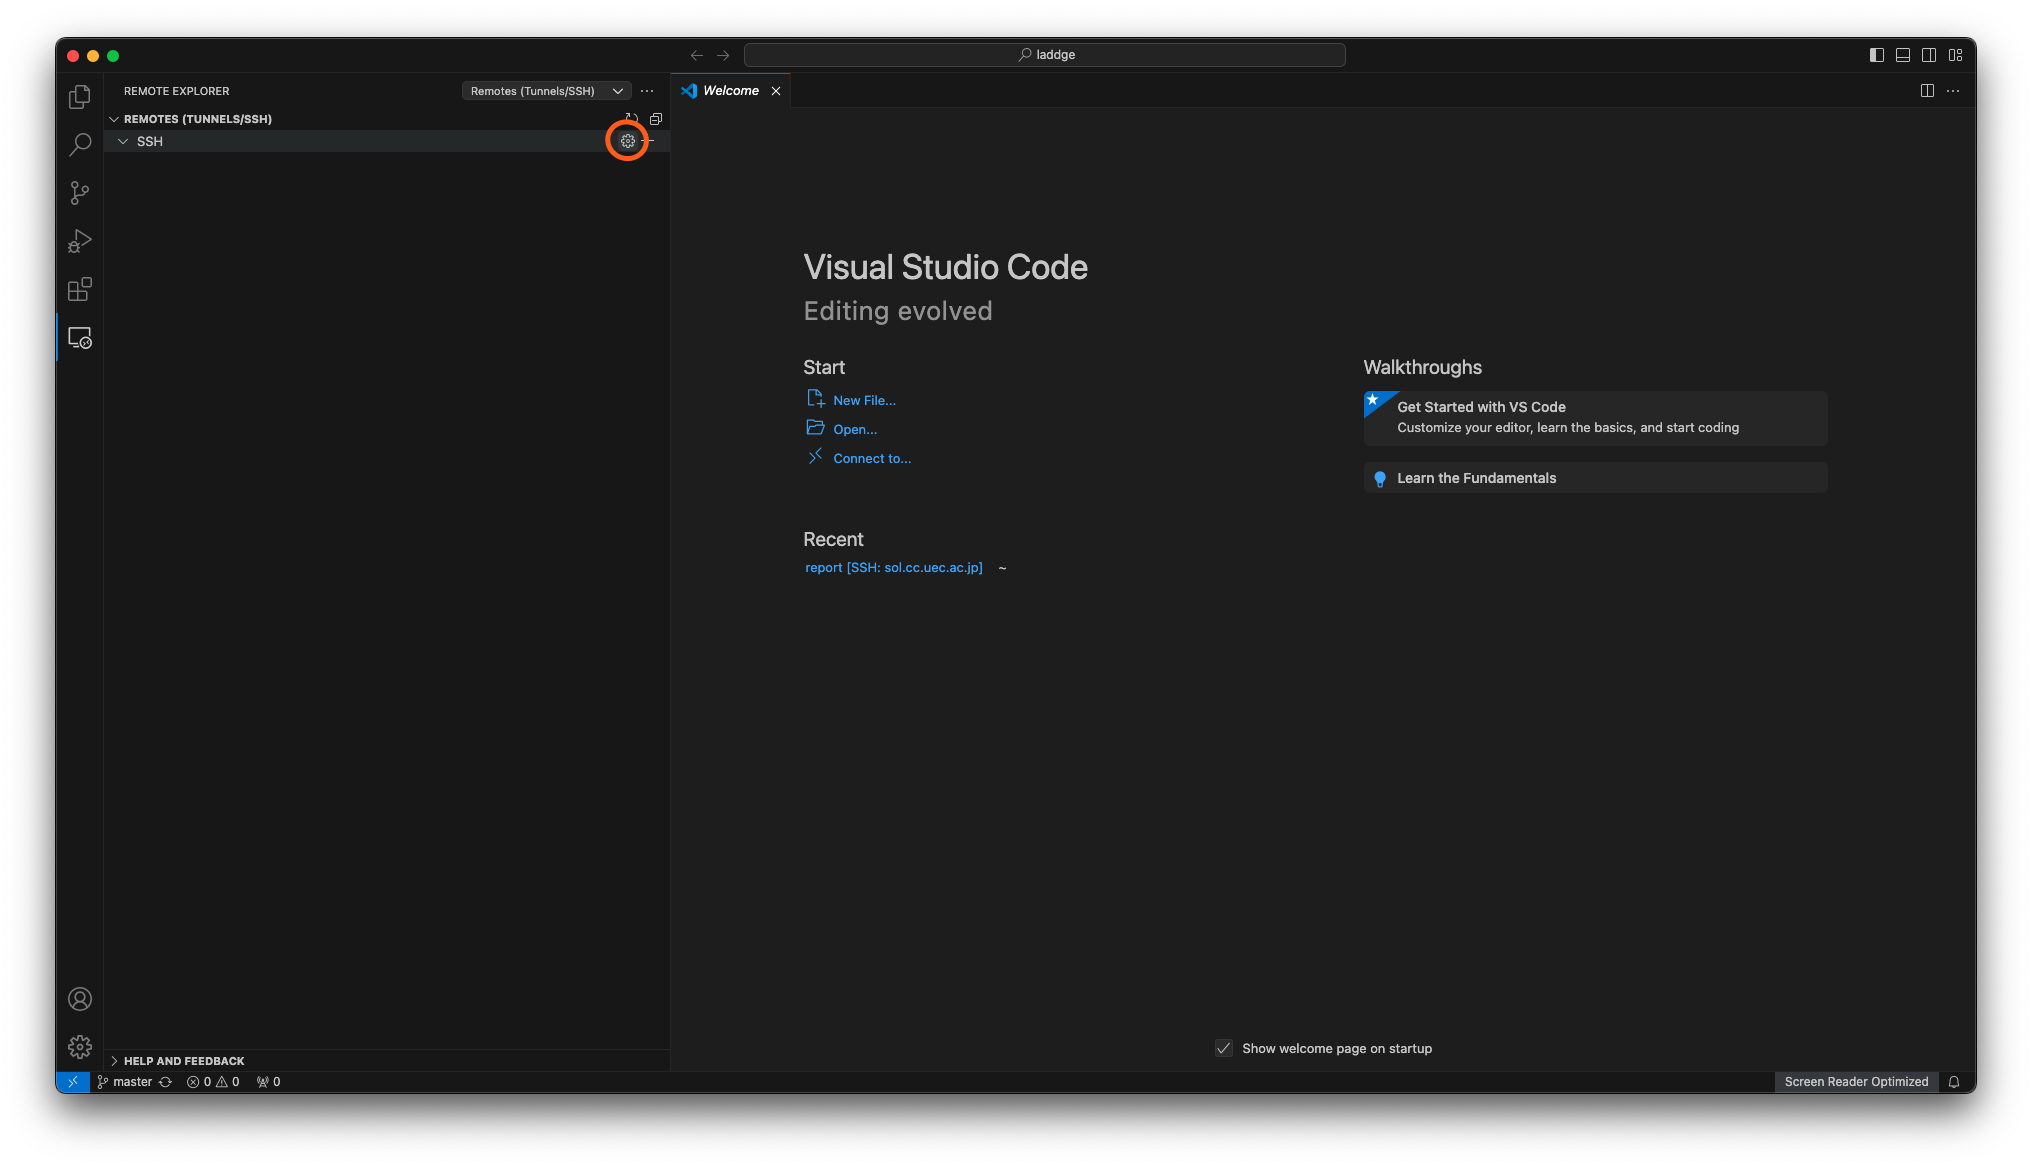 laddge
REMOTE EXPLORER
Remotes (Tunnels/SSH)
Welcome
REMOTES (TUNNELS/SSH)
SSH
Visual Studio Code
Editing evolved
Start
New File...
Open...
Connect to...
Walkthroughs
Get Started with VS Code
Customize your editor, learn the basics, and start coding
Learn the Fundamentals
Recent
report [SSH: sol.cc.uec.ac.jp] ~
Show welcome page on startup
HELP AND FEEDBACK
master 0 0 0
Screen Reader Optimized